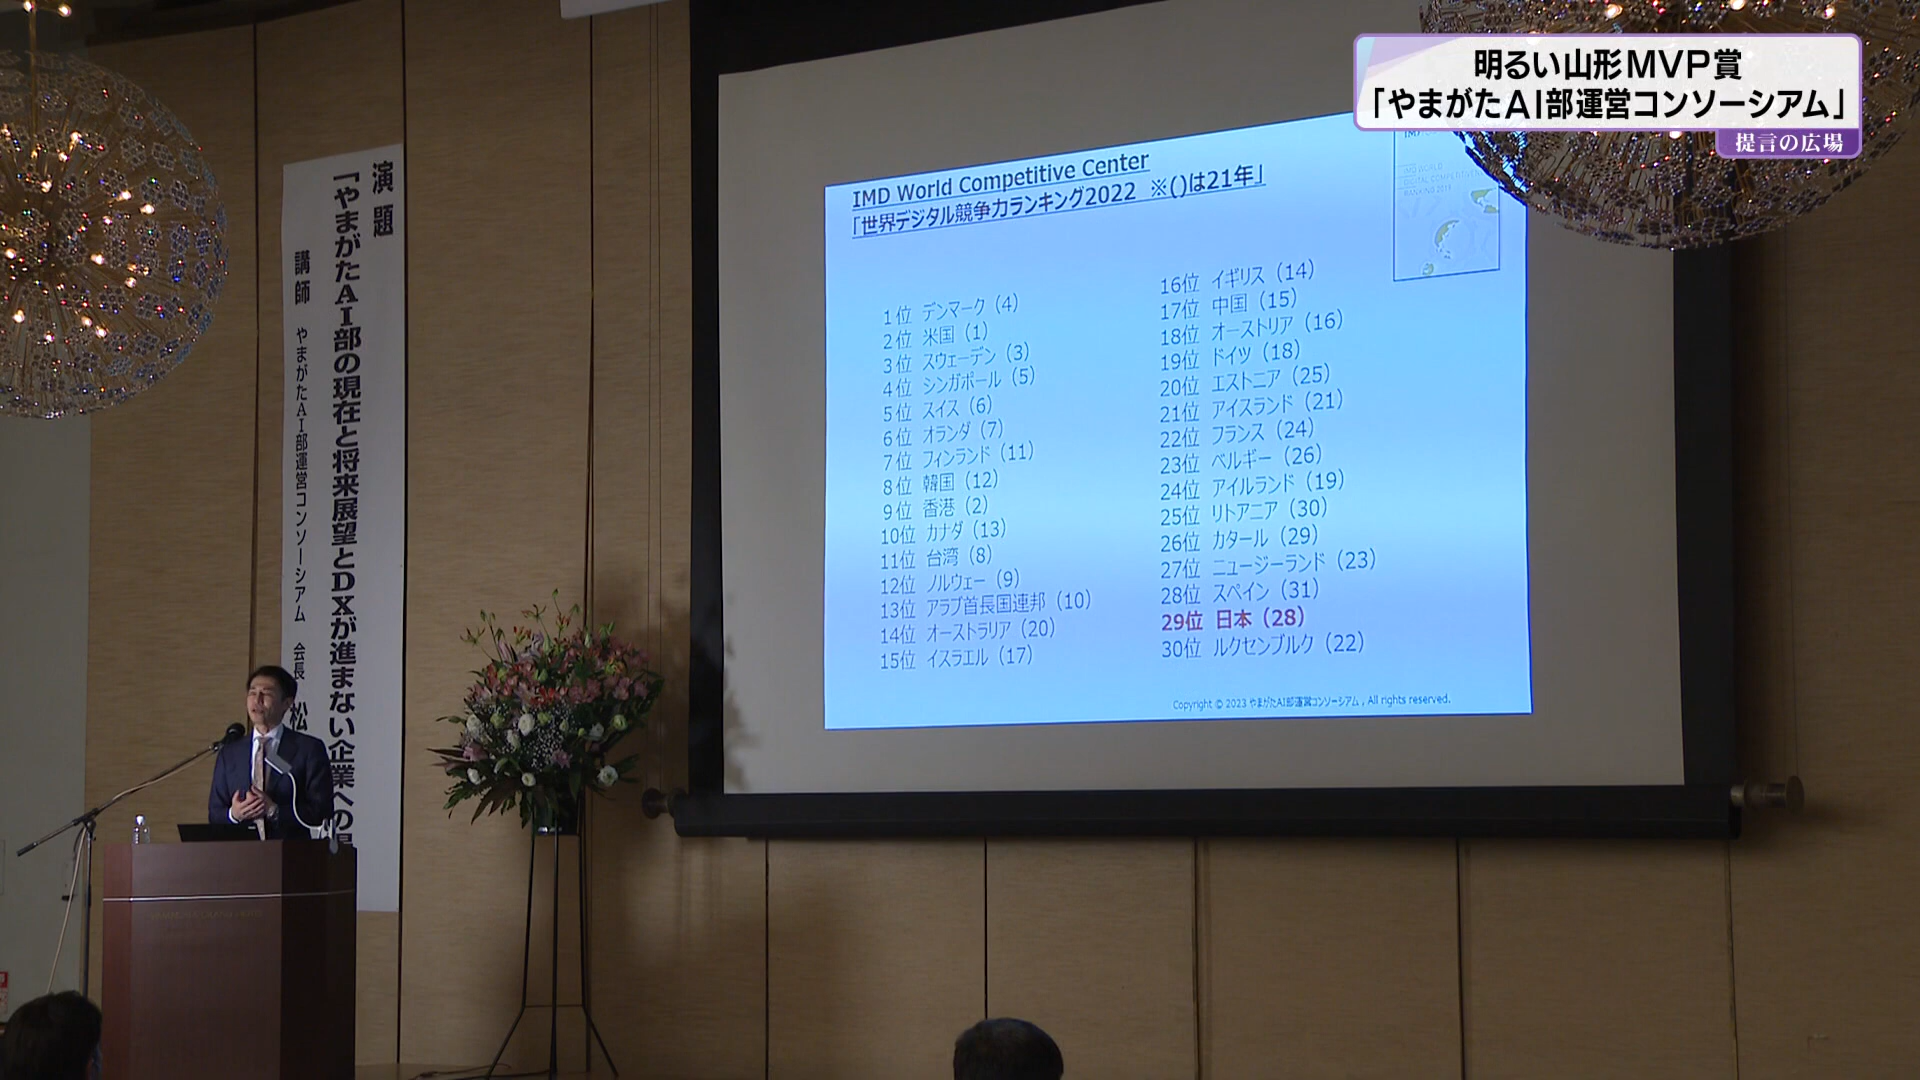 明るい山形MVP賞
「やまがたAI部運営コンソーシアム」
提言の広場
演題
「やまがたAI部の現在と将来展望とDXが進まない企業への
講師 やまがたAI部運営コンソーシアム 会長 松
IMD World Competitive Center
「世界デジタル競争力ランキング2022 ※()は21年」
1位 デンマーク（4）
2位 米国（1）
3位 スウェーデン（3）
4位 シンガポール（5）
5位 スイス（6）
6位 オランダ（7）
7位 フィンランド（11）
8位 韓国（12）
9位 香港（2）
10位 カナダ（13）
11位 台湾（8）
12位 ノルウェー（9）
13位 アラブ首長国連邦（10）
14位 オーストラリア（20）
15位 イスラエル（17）
16位 イギリス（14）
17位 中国（15）
18位 オーストリア（16）
19位 ドイツ（18）
20位 エストニア（25）
21位 アイスランド（21）
22位 フランス（24）
23位 ベルギー（26）
24位 アイルランド（19）
25位 リトアニア（30）
26位 カタール（29）
27位 ニュージーランド（23）
28位 スペイン（31）
29位 日本（28）
30位 ルクセンブルク（22）
Copyright © 2023 やまがたAI部運営コンソーシアム , All rights reserved.